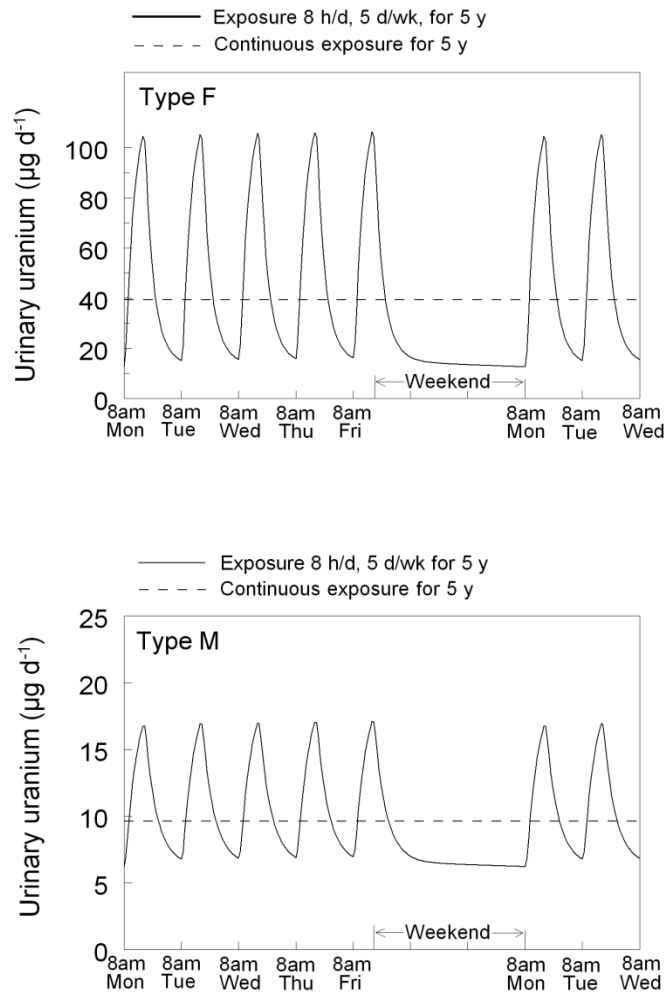 Exposure 8 h/d, 5 d/wk, for 5 y
Continuous exposure for 5 y
Type F
Urinary uranium (µg d⁻¹)
100
80
60
40
20
0
Weekend
8am 8am 8am 8am 8am 8am 8am 8am
Mon Tue Wed Thu Fri Mon Tue Wed
Exposure 8 h/d, 5 d/wk for 5 y
Continuous exposure for 5 y
Type M
Urinary uranium (µg d⁻¹)
25
20
15
10
5
0
Weekend
8am 8am 8am 8am 8am 8am 8am 8am
Mon Tue Wed Thu Fri Mon Tue Wed